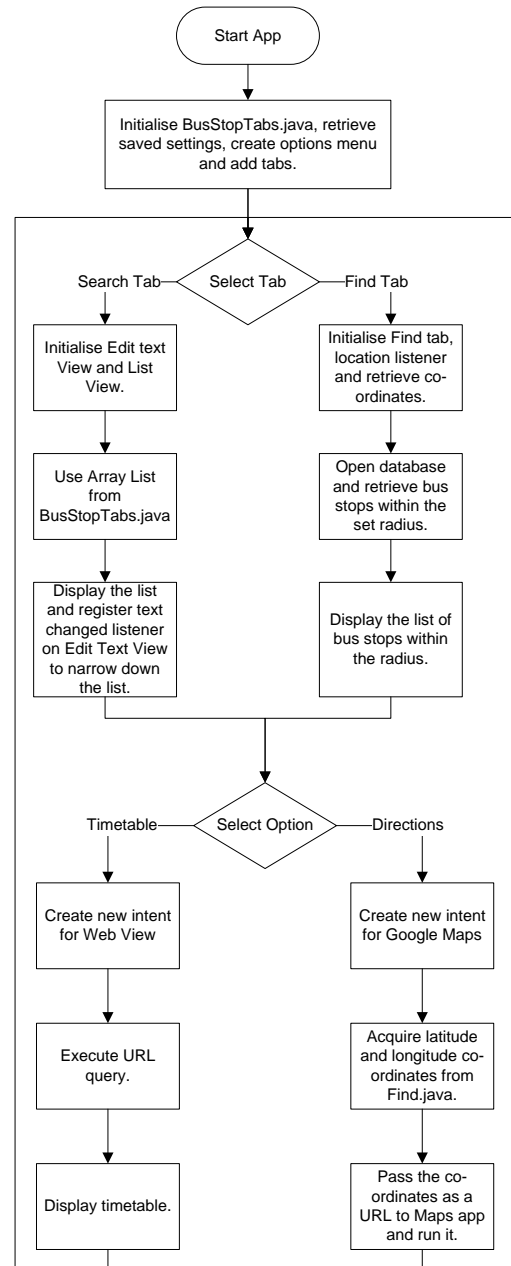 Start App
Initialise BusStopTabs.java, retrieve
saved settings, create options menu
and add tabs.
Select Tab
Search Tab
Find Tab
Initialise Edit text
View and List
View.
Initialise Find tab,
location listener
and retrieve co-
ordinates.
Use Array List
from
BusStopTabs.java
Open database
and retrieve bus
stops within the
set radius.
Display the list
and register text
changed listener
on Edit Text View
to narrow down
the list.
Display the list of
bus stops within
the radius.
Select Option
Timetable
Directions
Create new intent
for Web View
Create new intent
for Google Maps
Execute URL
query.
Acquire latitude
and longitude co-
ordinates from
Find.java.
Display timetable.
Pass the co-
ordinates as a
URL to Maps app
and run it.